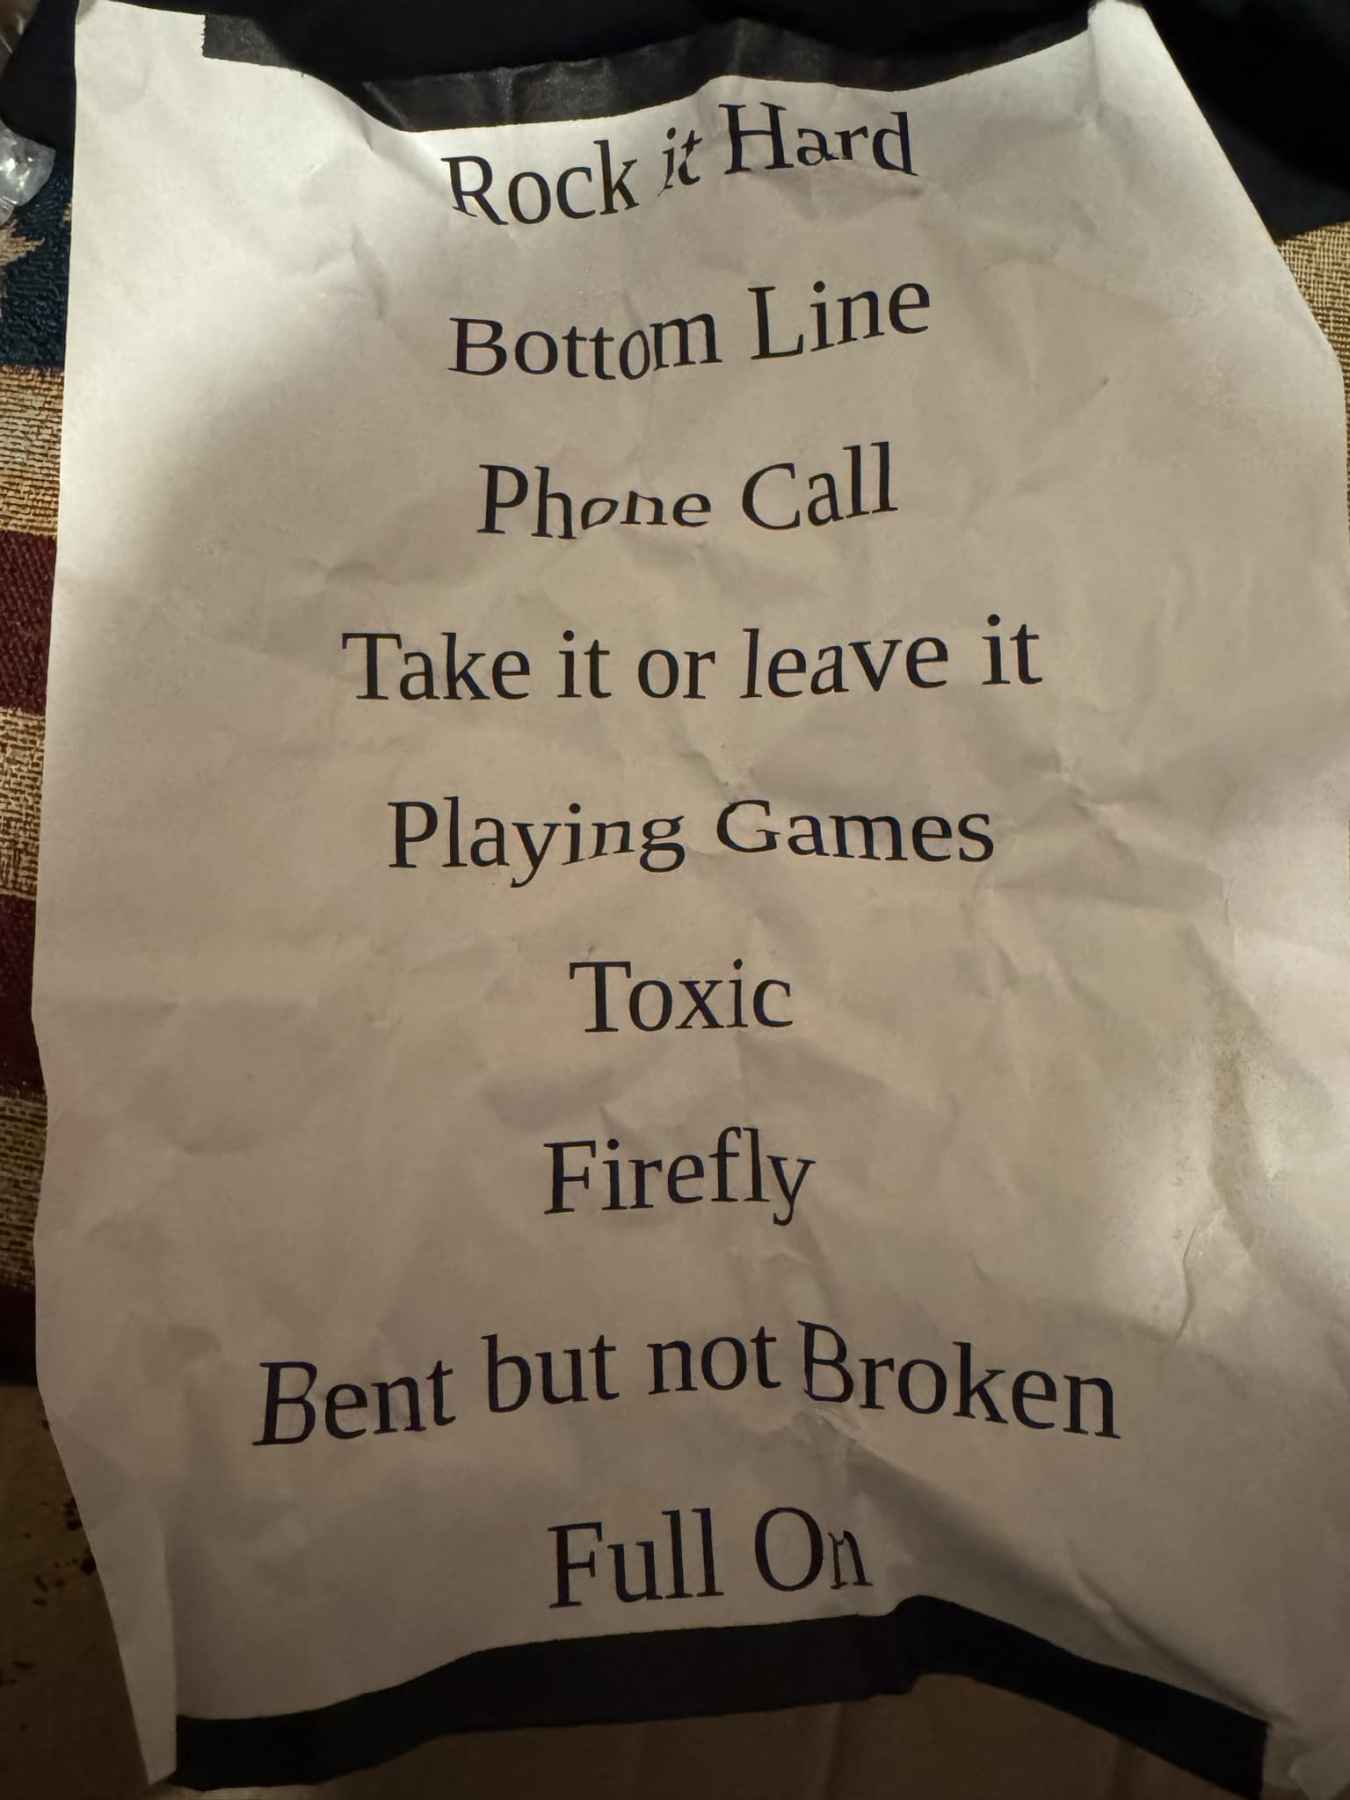 Rock it Hard
Bottom Line
Phone Call
Take it or leave it
Playing Games
Toxic
Firefly
Bent but not Broken
Full On